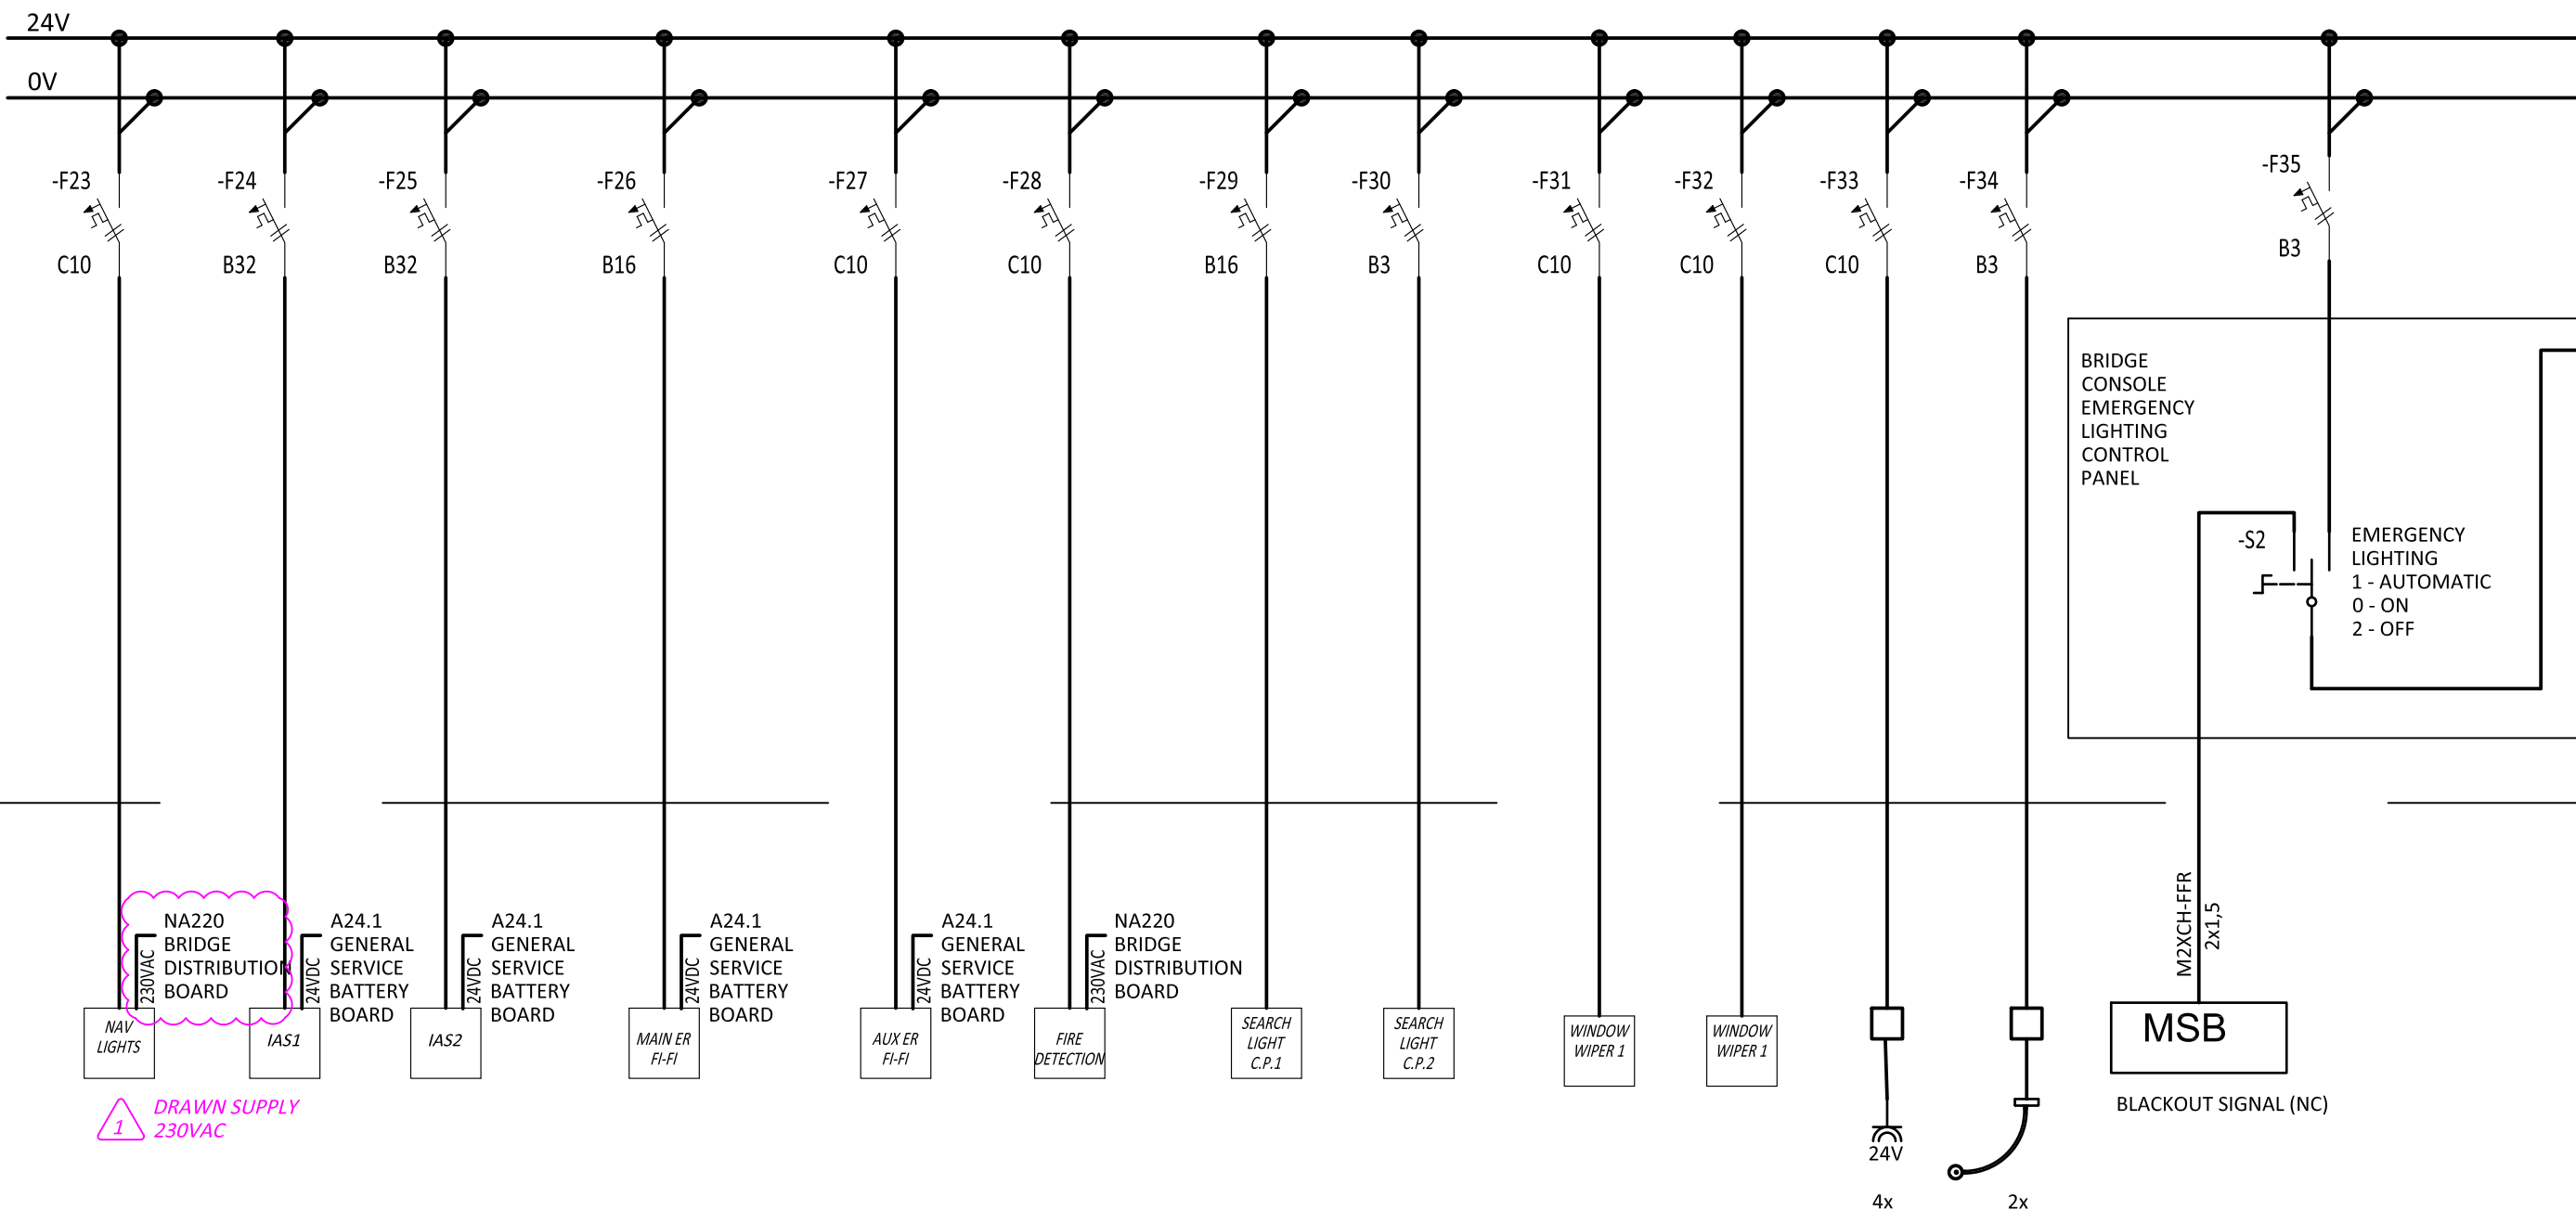 24V
0V
-F23
-F24
-F25
-F26
-F27
-F28
-F29
-F30
-F31
-F32
-F33
-F34
-F35
C10
B32
B32
B16
C10
C10
B16
B3
C10
C10
C10
B3
B3
BRIDGE
CONSOLE
EMERGENCY
LIGHTING
CONTROL
PANEL
-S2
EMERGENCY
LIGHTING
1 - AUTOMATIC
0 - ON
2 - OFF
230VAC
NA220
BRIDGE
DISTRIBUTION
BOARD
24VDC
A24.1
GENERAL
SERVICE
BATTERY
BOARD
24VDC
A24.1
GENERAL
SERVICE
BATTERY
BOARD
24VDC
A24.1
GENERAL
SERVICE
BATTERY
BOARD
24VDC
A24.1
GENERAL
SERVICE
BATTERY
BOARD
230VAC
NA220
BRIDGE
DISTRIBUTION
BOARD
M2XCH-FFR
2x1,5
NAV
LIGHTS
IAS1
IAS2
MAIN ER
FI-FI
AUX ER
FI-FI
FIRE
DETECTION
SEARCH
LIGHT
C.P.1
SEARCH
LIGHT
C.P.2
WINDOW
WIPER 1
WINDOW
WIPER 1
MSB
BLACKOUT SIGNAL (NC)
1
DRAWN SUPPLY
230VAC
24V
4x
2x